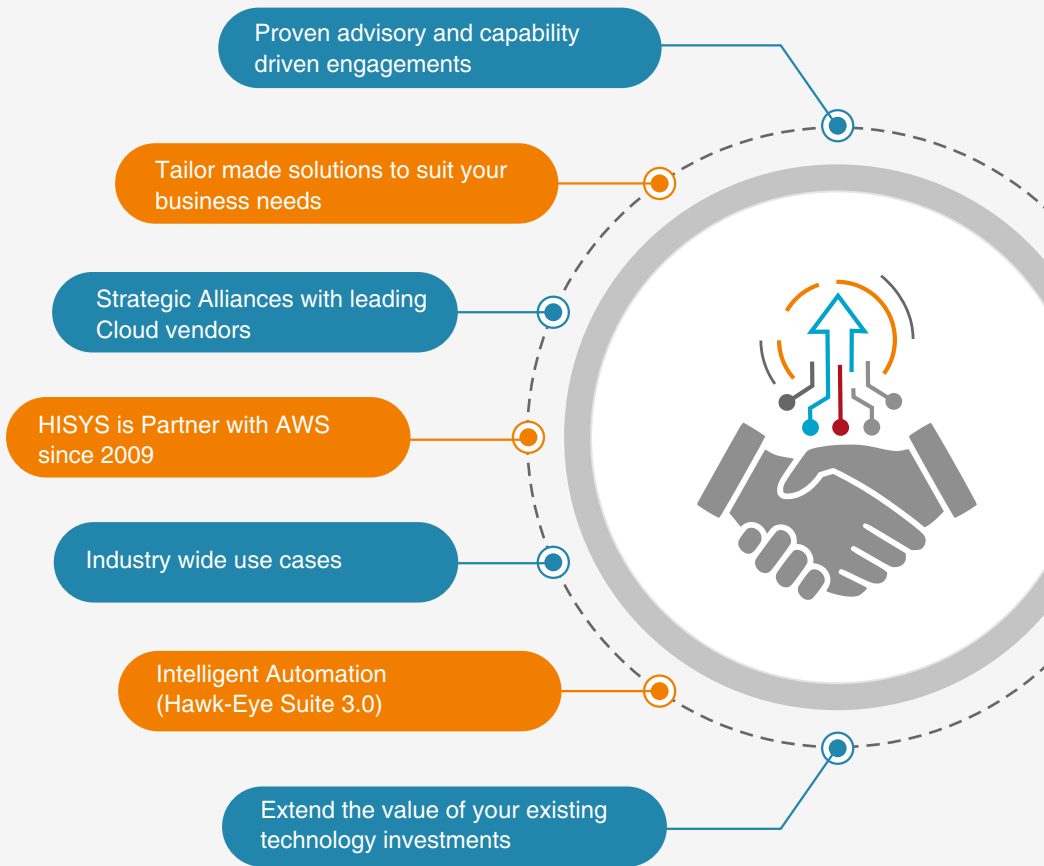 Proven advisory and capability
driven engagements
Tailor made solutions to suit your
business needs
Strategic Alliances with leading
Cloud vendors
HISYS is Partner with AWS
since 2009
Industry wide use cases
Intelligent Automation
(Hawk-Eye Suite 3.0)
Extend the value of your existing
technology investments